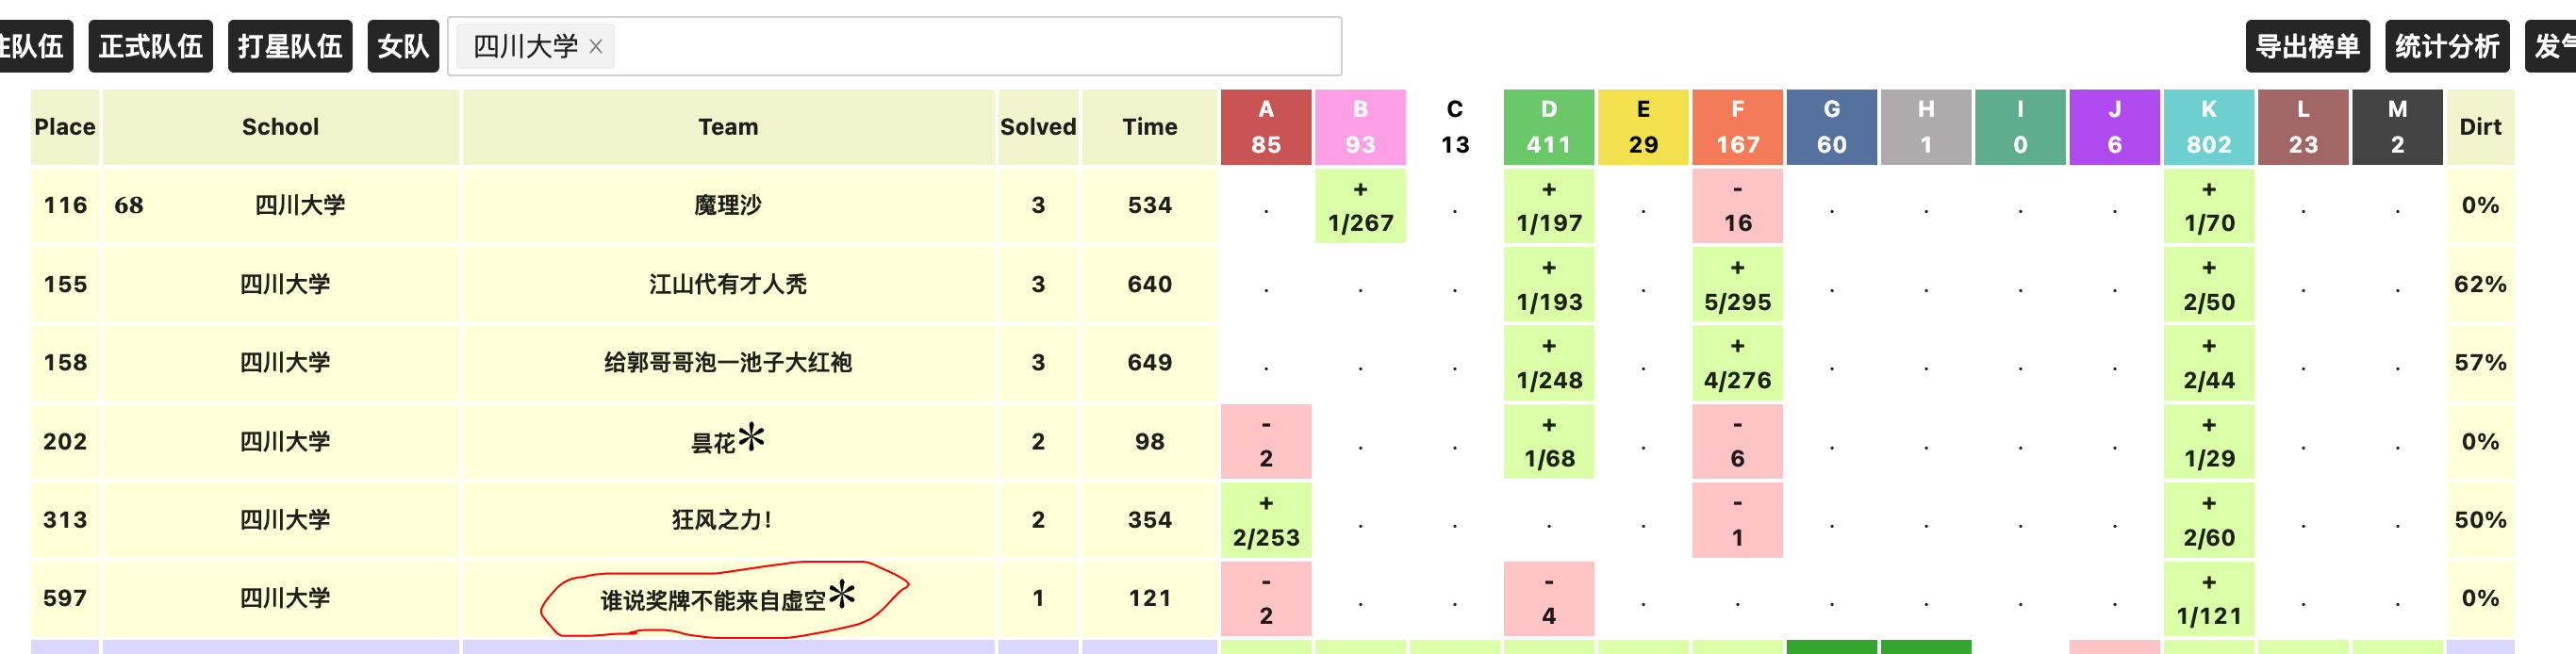 主队伍 正式队伍 打星队伍 女队 四川大学 × 导出榜单 统计分析 发气
Place School Team Solved Time A 85 B 93 C 13 D 411 E 29 F 167 G 60 H 1 I 0 J 6 K 802 L 23 M 2 Dirt
116 68 四川大学 魔理沙 3 534 . + 1/267 . + 1/197 . - 16 . . . . + 1/70 . . 0%
155 四川大学 江山代有才人秃 3 640 . . . + 1/193 . + 5/295 . . . . + 2/50 . . 62%
158 四川大学 给郭哥哥泡一池子大红袍 3 649 . . . + 1/248 . + 4/276 . . . . + 2/44 . . 57%
202 四川大学 昙花* 2 98 - 2 . . + 1/68 . - 6 . . . . + 1/29 . . 0%
313 四川大学 狂风之力! 2 354 + 2/253 . . . . - 1 . . . . + 2/60 . . 50%
597 四川大学 谁说奖牌不能来自虚空* 1 121 - 2 . . - 4 . . . . . . + 1/121 . . 0%